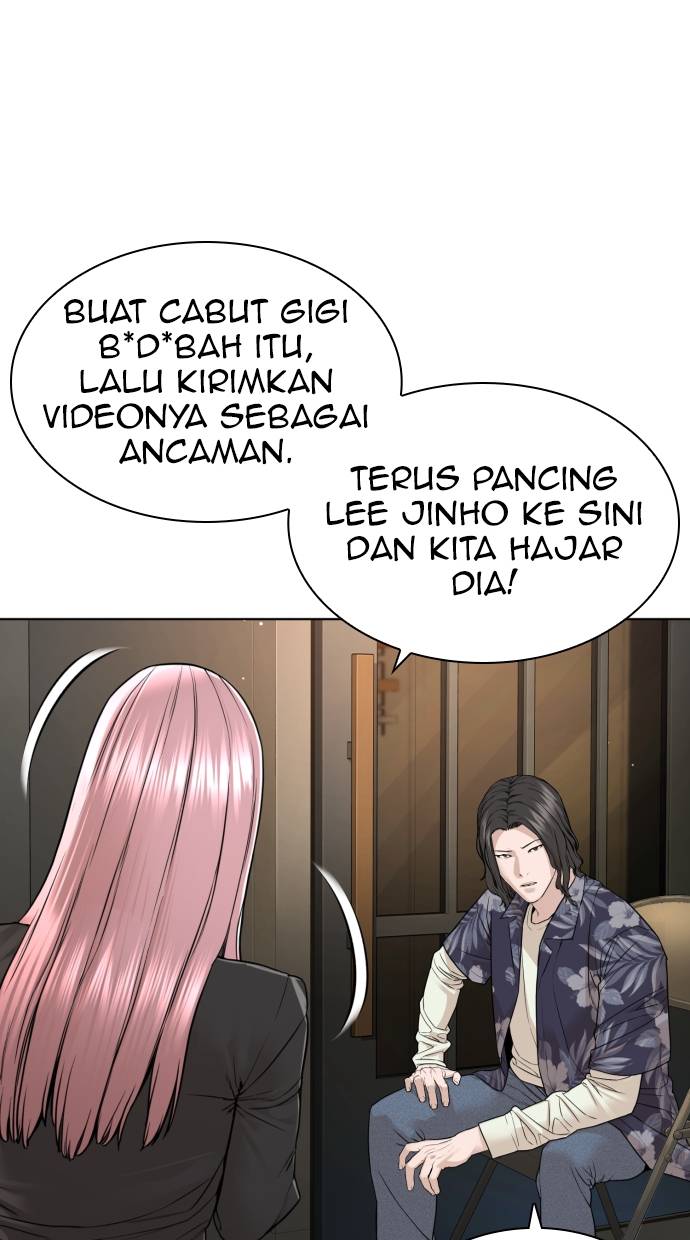 BUAT CABUT GIGI
B*D*BAH ITU,
LALU KIRIMKAN
VIDEONYA SEBAGAI
ANCAMAN.
TERUS PANCING
LEE JINHO KE SINI
DAN KITA HAJAR
DIA!